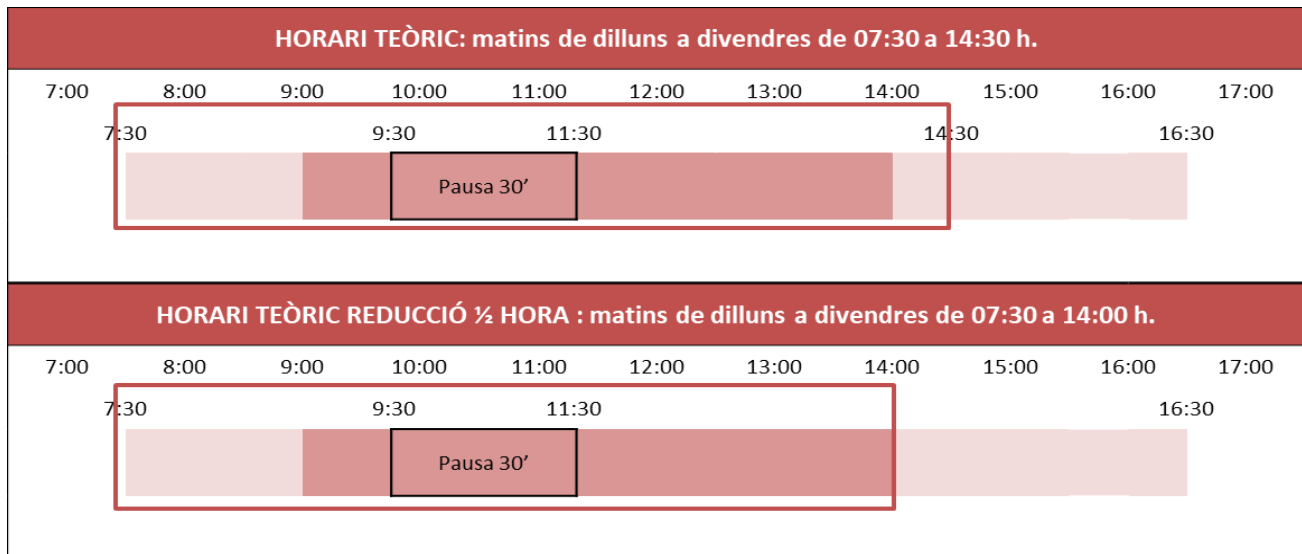 HORARI TEÒRIC: matins de dilluns a divendres de 07:30 a 14:30 h.
7:00 8:00 9:00 10:00 11:00 12:00 13:00 14:00 15:00 16:00 17:00
7:30 9:30 11:30 14:30 16:30
Pausa 30’
HORARI TEÒRIC REDUCCIÓ ½ HORA : matins de dilluns a divendres de 07:30 a 14:00 h.
7:00 8:00 9:00 10:00 11:00 12:00 13:00 14:00 15:00 16:00 17:00
7:30 9:30 11:30 16:30
Pausa 30’